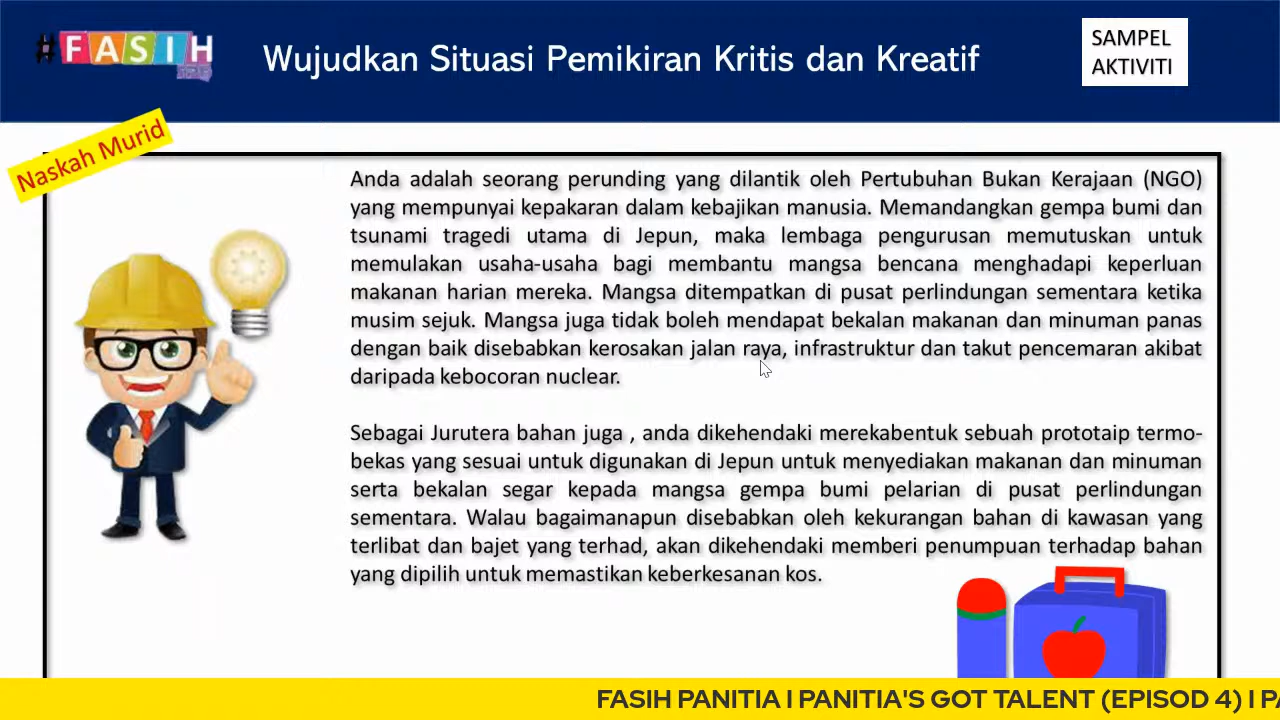 #FASIH
Wujudkan Situasi Pemikiran Kritis dan Kreatif
SAMPEL
AKTIVITI
Naskah Murid
Anda adalah seorang perunding yang dilantik oleh Pertubuhan Bukan Kerajaan (NGO)
yang mempunyai kepakaran dalam kebajikan manusia. Memandangkan gempa bumi dan
tsunami tragedi utama di Jepun, maka lembaga pengurusan memutuskan untuk
memulakan usaha-usaha bagi membantu mangsa bencana menghadapi keperluan
makanan harian mereka. Mangsa ditempatkan di pusat perlindungan sementara ketika
musim sejuk. Mangsa juga tidak boleh mendapat bekalan makanan dan minuman panas
dengan baik disebabkan kerosakan jalan raya, infrastruktur dan takut pencemaran akibat
daripada kebocoran nuclear.
Sebagai Jurutera bahan juga , anda dikehendaki merekabentuk sebuah prototaip termo-
bekas yang sesuai untuk digunakan di Jepun untuk menyediakan makanan dan minuman
serta bekalan segar kepada mangsa gempa bumi pelarian di pusat perlindungan
sementara. Walau bagaimanapun disebabkan oleh kekurangan bahan di kawasan yang
terlibat dan bajet yang terhad, akan dikehendaki memberi penumpuan terhadap bahan
yang dipilih untuk memastikan keberkesanan kos.
FASIH PANITIA I PANITIA'S GOT TALENT (EPISOD 4) I PA